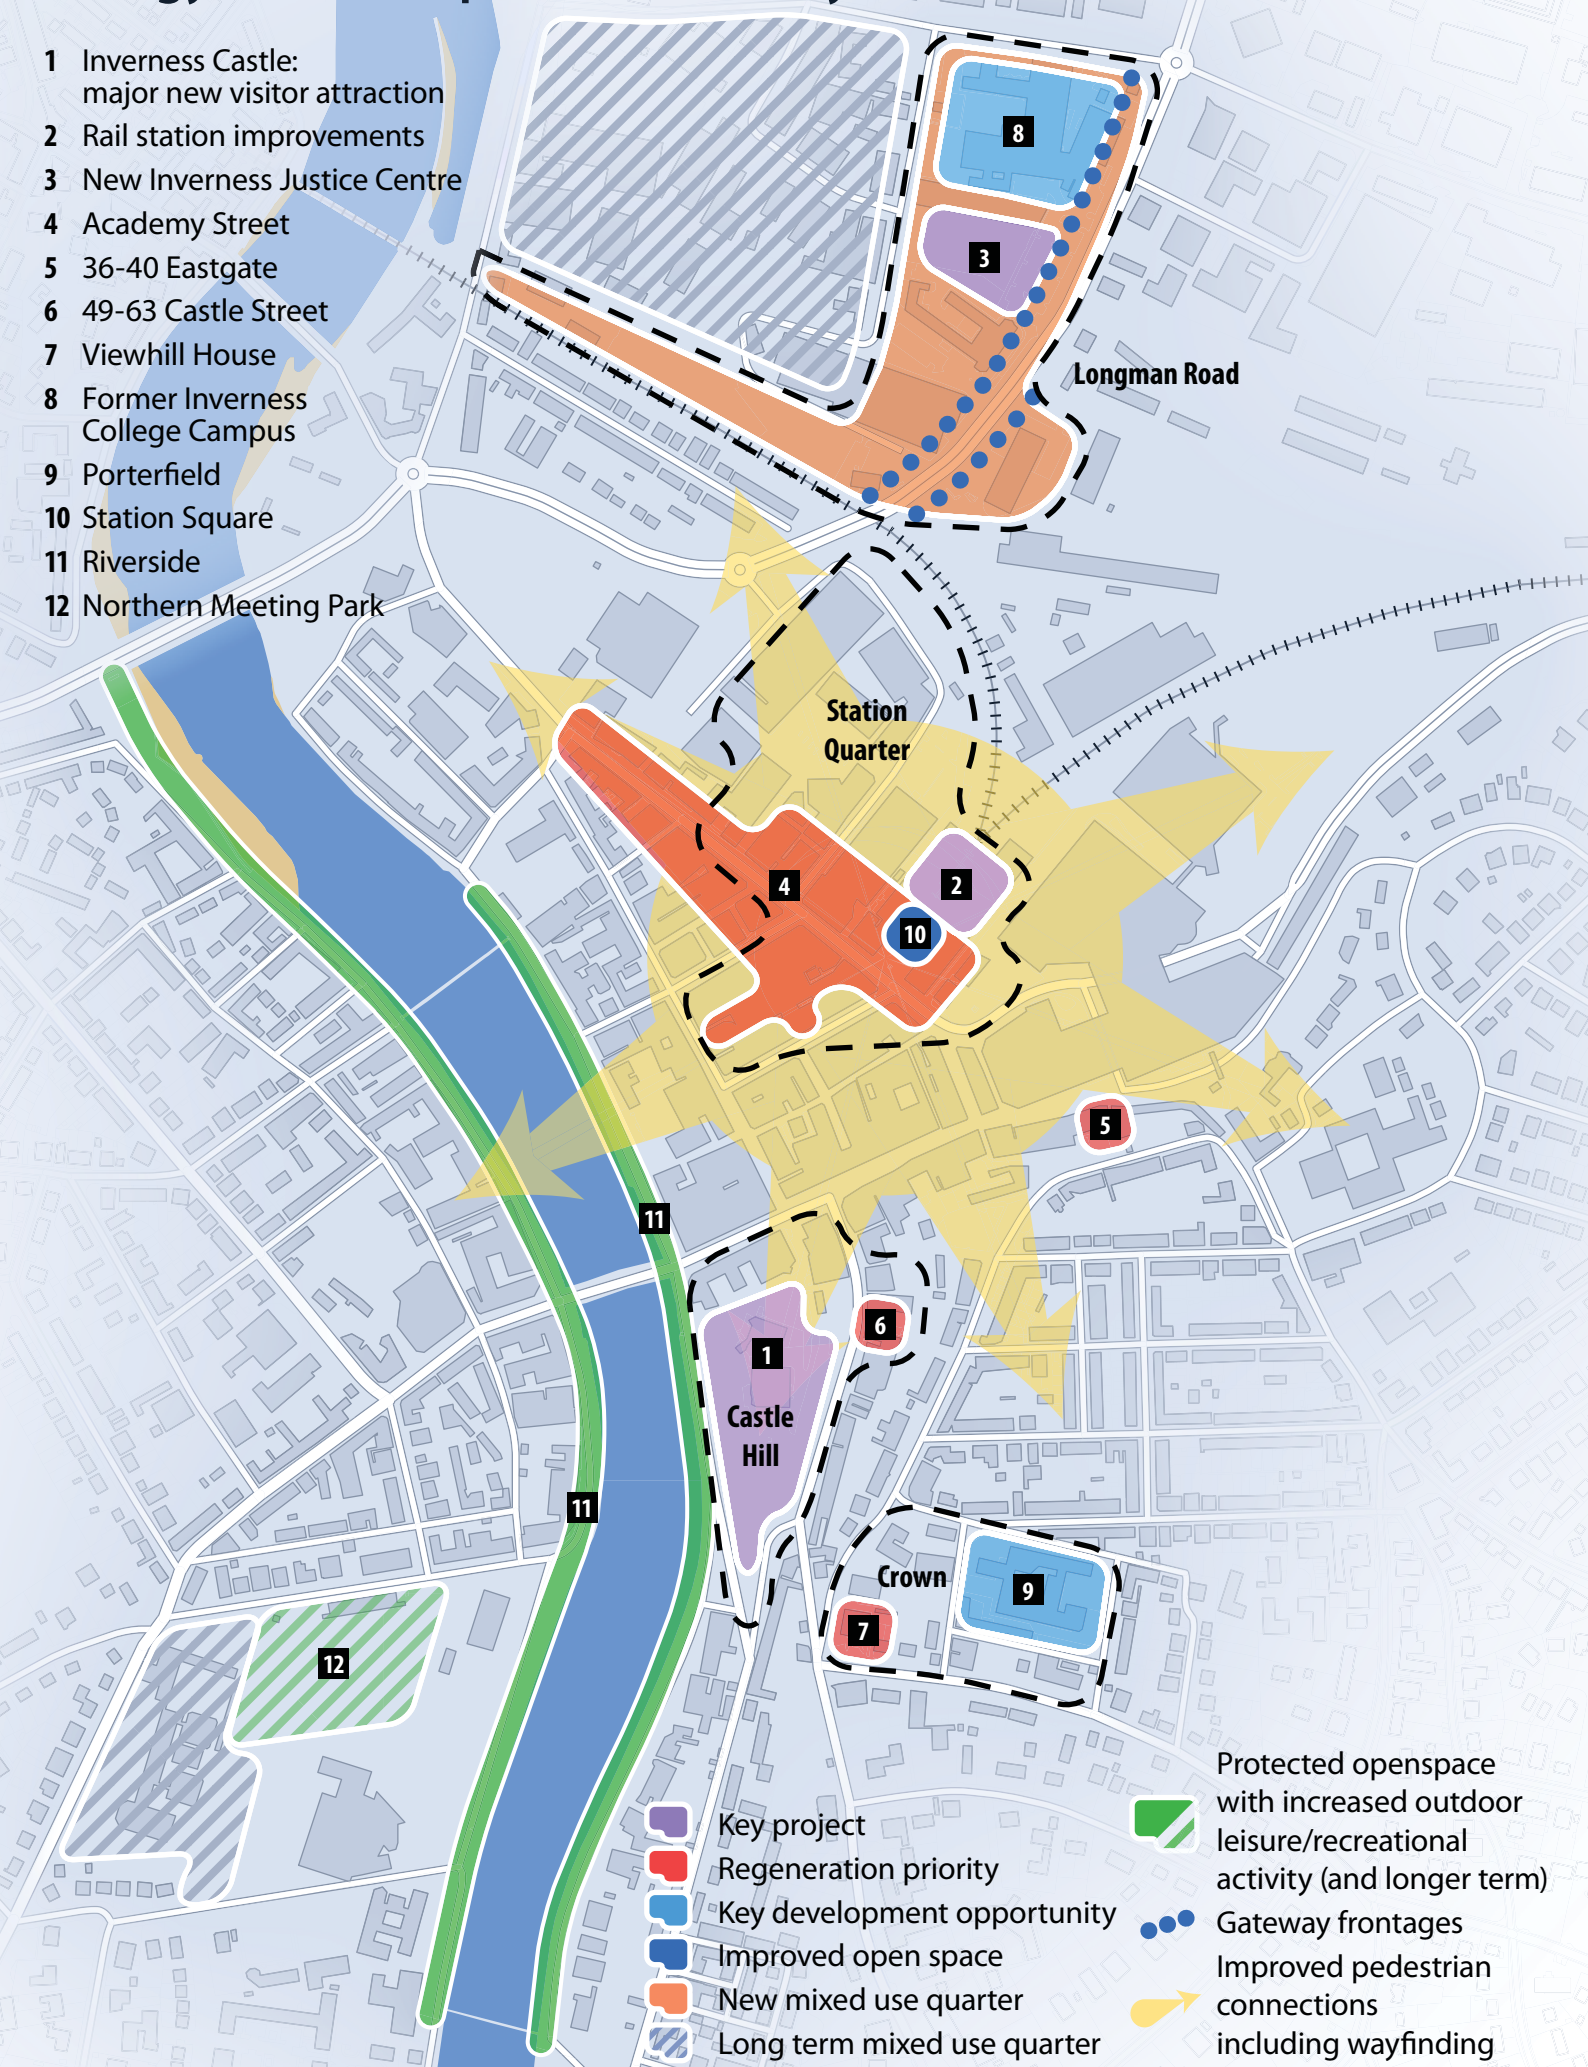 1 Inverness Castle:
major new visitor attraction
2 Rail station improvements
3 New Inverness Justice Centre
4 Academy Street
5 36-40 Eastgate
6 49-63 Castle Street
7 Viewhill House
8 Former Inverness
College Campus
9 Porterfield
10 Station Square
11 Riverside
12 Northern Meeting Park
8
3
Longman Road
Station
Quarter
4
2
10
5
11
6
1
Castle
Hill
11
Crown
9
7
12
Key project
Regeneration priority
Key development opportunity
Improved open space
New mixed use quarter
Long term mixed use quarter
Protected openspace
with increased outdoor
leisure/recreational
activity (and longer term)
Gateway frontages
Improved pedestrian
connections
including wayfinding